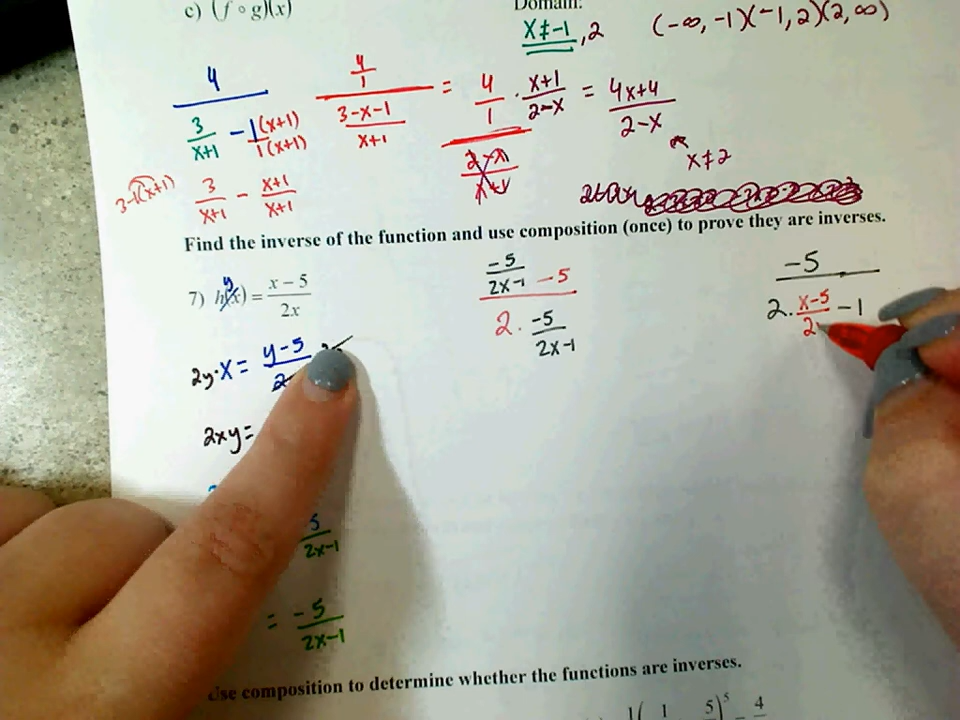 c) (f ∘ g)(x)
Domain:
x ≠ -1, 2 (-∞, -1)(-1, 2)(2, ∞)
4 / (3/(x+1) - 1(x+1)/1(x+1))
(4/1) / ((3-x-1)/(x+1)) = (4/1) / ((2-x)/(x+1)) · (x+1)/(2-x) = (4x+4)/(2-x)
x ≠ 2
3-1(x+1) 3/(x+1) - (x+1)/(x+1)
Find the inverse of the function and use composition (once) to prove they are inverses.
7) h(x) = (x - 5)/2x
y
(-5/(2x-1) - 5) / (2 · -5/(2x-1))
-5 / (2 · (x-5)/2x - 1)
2y · x = (y-5)/2
2xy =
5/(2x-1)
= -5/(2x-1)
Use composition to determine whether the functions are inverses.